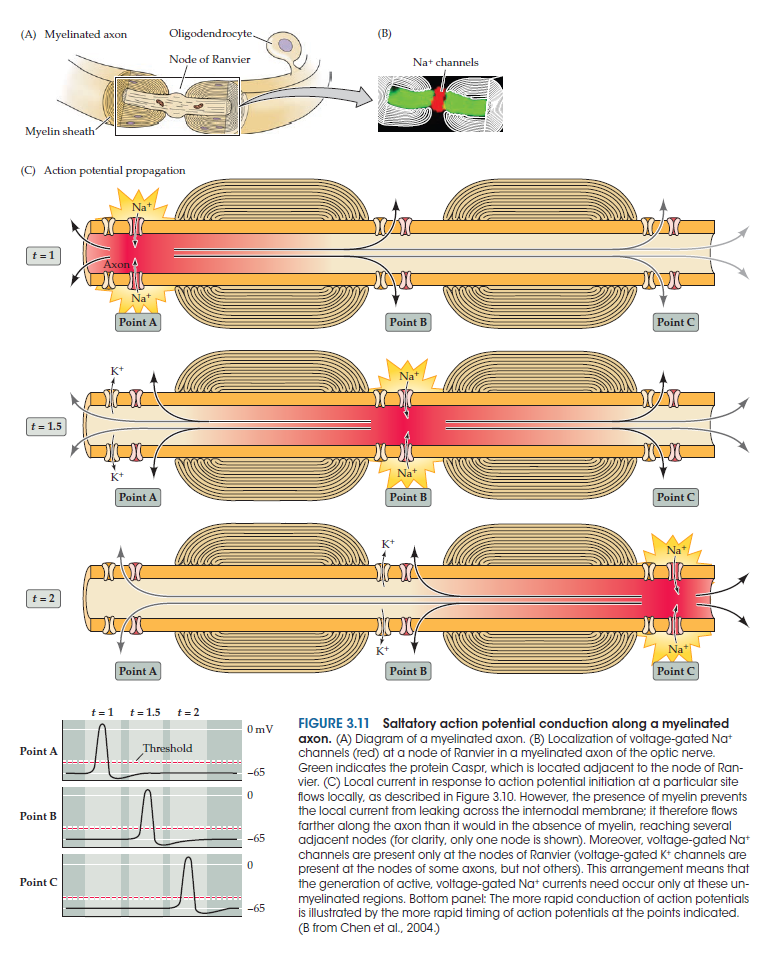 (A) Myelinated axon
Oligodendrocyte
Node of Ranvier
Myelin sheath
(B)
Na+ channels
(C) Action potential propagation
t = 1
Na+
Axon
Na+
Point A
Point B
Point C
t = 1.5
K+
Na+
K+
Na+
Point A
Point B
Point C
t = 2
K+
Na+
K+
Na+
Point A
Point B
Point C
t = 1 t = 1.5 t = 2
Point A
Threshold
0 mV
–65
Point B
0
–65
Point C
0
–65
FIGURE 3.11 Saltatory action potential conduction along a myelinated
axon. (A) Diagram of a myelinated axon. (B) Localization of voltage-gated Na+
channels (red) at a node of Ranvier in a myelinated axon of the optic nerve.
Green indicates the protein Caspr, which is located adjacent to the node of Ran-
vier. (C) Local current in response to action potential initiation at a particular site
flows locally, as described in Figure 3.10. However, the presence of myelin prevents
the local current from leaking across the internodal membrane; it therefore flows
farther along the axon than it would in the absence of myelin, reaching several
adjacent nodes (for clarity, only one node is shown). Moreover, voltage-gated Na+
channels are present only at the nodes of Ranvier (voltage-gated K+ channels are
present at the nodes of some axons, but not others). This arrangement means that
the generation of active, voltage-gated Na+ currents need occur only at these un-
myelinated regions. Bottom panel: The more rapid conduction of action potentials
is illustrated by the more rapid timing of action potentials at the points indicated.
(B from Chen et al., 2004.)